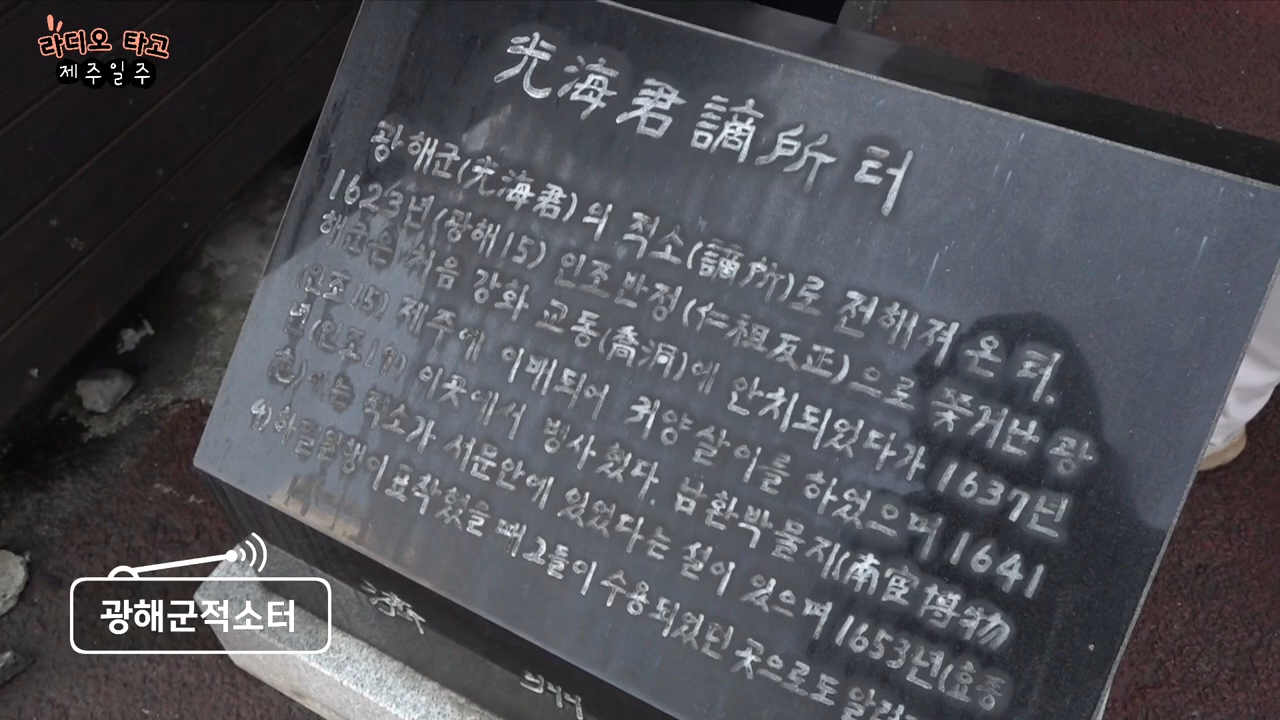 라디오 타고
제주일주
光海君謫所터
광해군(光海君)의 적소(謫所)로 전해져 온 터.
1623년(광해15) 인조반정(仁祖反正)으로 쫓겨난 광
해군은 처음 강화 교동(喬洞)에 안치되었다가 1637년
(인조15) 제주에 이배되어 귀양살이를 하였으며 1641
년(인조19) 이곳에서 병사했다. 남환박물지(南宦博物
에는 적소가 서문안에 있었다는 설이 있으며 1653년(孝宗
4)하멜일행이 표착했을 때 그들이 수용되었던 곳으로도
광해군적소터